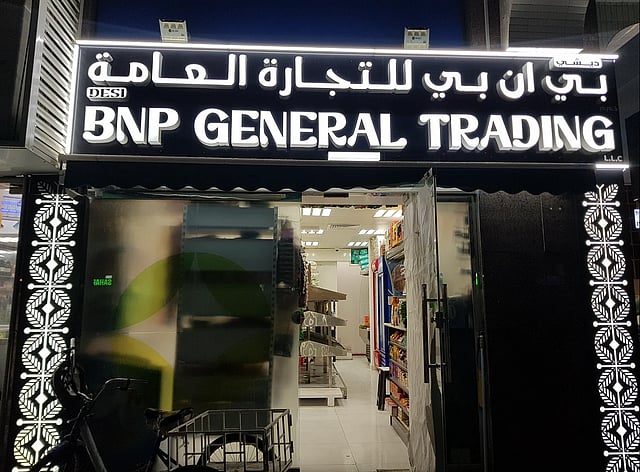 ديشي
بي ان بي للتجارة العامة
DESI
BNP GENERAL TRADING
L.L.C